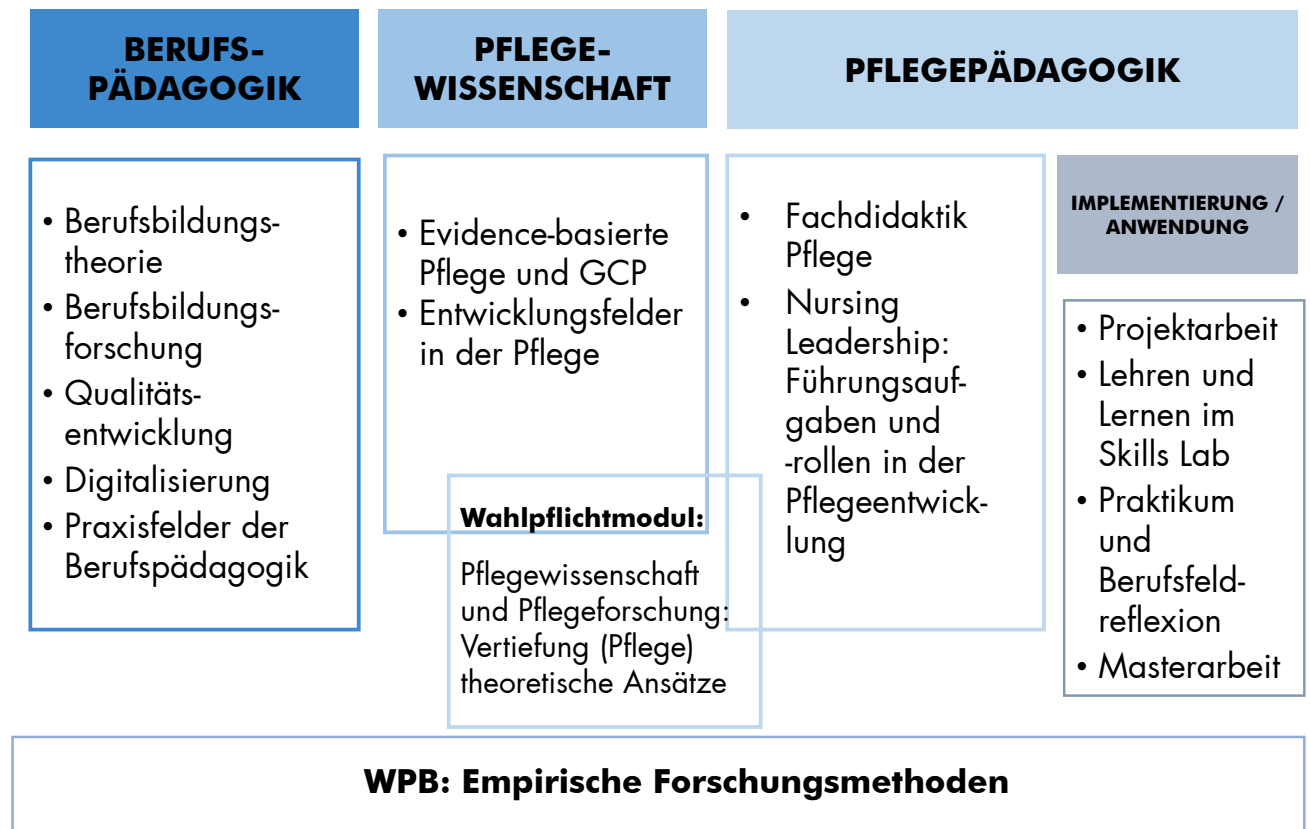 BERUFS-
PÄDAGOGIK
PFLEGE-
WISSENSCHAFT
PFLEGEPÄDAGOGIK
• Berufsbildungs-
theorie
• Berufsbildungs-
forschung
• Qualitäts-
entwicklung
• Digitalisierung
• Praxisfelder der
Berufspädagogik
• Evidence-basierte
Pflege und GCP
• Entwicklungsfelder
in der Pflege
Wahlpflichtmodul:
Pflegewissenschaft
und Pflegeforschung:
Vertiefung (Pflege)
theoretische Ansätze
• Fachdidaktik
Pflege
• Nursing
Leadership:
Führungsauf-
gaben und
-rollen in der
Pflegeentwick-
lung
IMPLEMENTIERUNG /
ANWENDUNG
• Projektarbeit
• Lehren und
Lernen im
Skills Lab
• Praktikum
und
Berufsfeld-
reflexion
• Masterarbeit
WPB: Empirische Forschungsmethoden